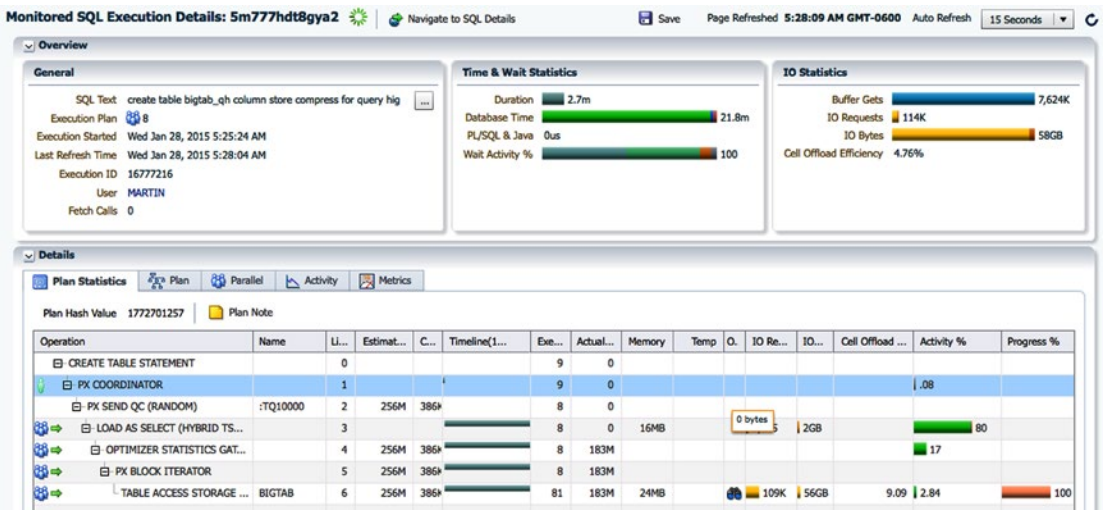 Monitored SQL Execution Details: 5m777hdt8gya2 Navigate to SQL Details Save Page Refreshed 5:28:09 AM GMT-0600 Auto Refresh 15 Seconds
Overview
General
SQL Text create table bigtab_qh column store compress for query hig ...
Execution Plan 8
Execution Started Wed Jan 28, 2015 5:25:24 AM
Last Refresh Time Wed Jan 28, 2015 5:28:04 AM
Execution ID 16777216
User MARTIN
Fetch Calls 0
Time & Wait Statistics
Duration 2.7m
Database Time 21.8m
PL/SQL & Java 0us
Wait Activity % 100
IO Statistics
Buffer Gets 7,624K
IO Requests 114K
IO Bytes 58GB
Cell Offload Efficiency 4.76%
Details
Plan Statistics Plan Parallel Activity Metrics
Plan Hash Value 1772701257 Plan Note
Operation Name Li... Estimat... C... Timeline(1... Exe... Actual... Memory Temp O. IO Re... IO... Cell Offload ... Activity % Progress %
CREATE TABLE STATEMENT 0 9 0
PX COORDINATOR 1 9 0 .08
PX SEND QC (RANDOM) :TQ10000 2 256M 386K 8 0
0 bytes
LOAD AS SELECT (HYBRID TS... 3 8 0 16MB 2GB 80
OPTIMIZER STATISTICS GAT... 4 256M 386K 8 183M 17
PX BLOCK ITERATOR 5 256M 386K 8 183M
TABLE ACCESS STORAGE ... BIGTAB 6 256M 386K 81 183M 24MB 109K 56GB 9.09 2.84 100